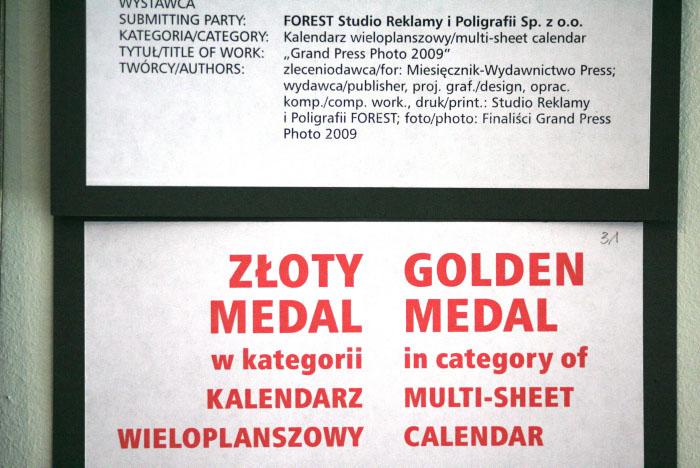 WYSTAWCA
SUBMITTING PARTY: FOREST Studio Reklamy i Poligrafii Sp. z o.o.
KATEGORIA/CATEGORY: Kalendarz wieloplanszowy/multi-sheet calendar
TYTUŁ/TITLE OF WORK: „Grand Press Photo 2009”
TWÓRCY/AUTHORS: zleceniodawca/for: Miesięcznik-Wydawnictwo Press;
wydawca/publisher, proj. graf./design, oprac.
komp./comp. work., druk/print.: Studio Reklamy
i Poligrafii FOREST; foto/photo: Finaliści Grand Press
Photo 2009
3,1
ZŁOTY
MEDAL
w kategorii
KALENDARZ
WIELOPLANSZOWY
GOLDEN
MEDAL
in category of
MULTI-SHEET
CALENDAR